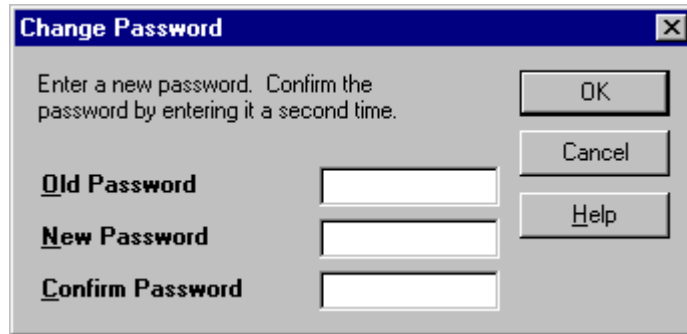 Change Password
Enter a new password.  Confirm the
password by entering it a second time.
OK
Cancel
Old Password
Help
New Password
Confirm Password